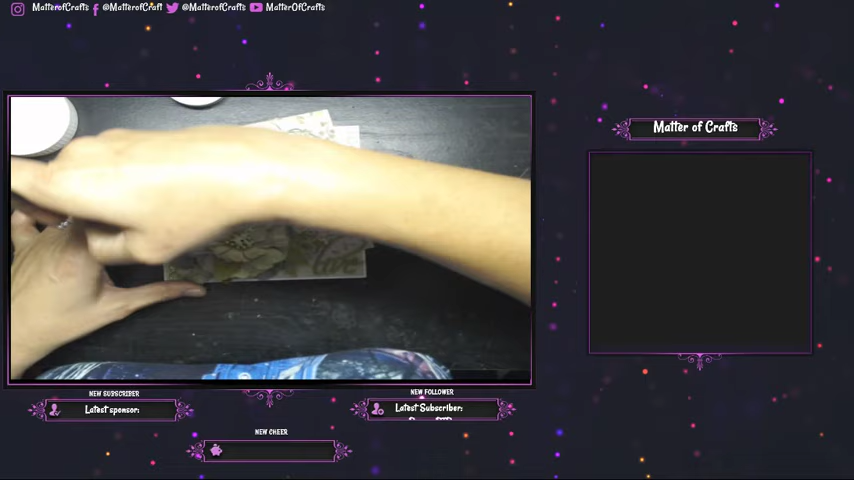 MatterofCrafts @MatterofCraft @MatterofCrafts MatterOfCrafts
Matter of Crafts
NEW SUBSCRIBER
Latest sponsor:
NEW FOLLOWER
Latest Subscriber:
NEW CHEER